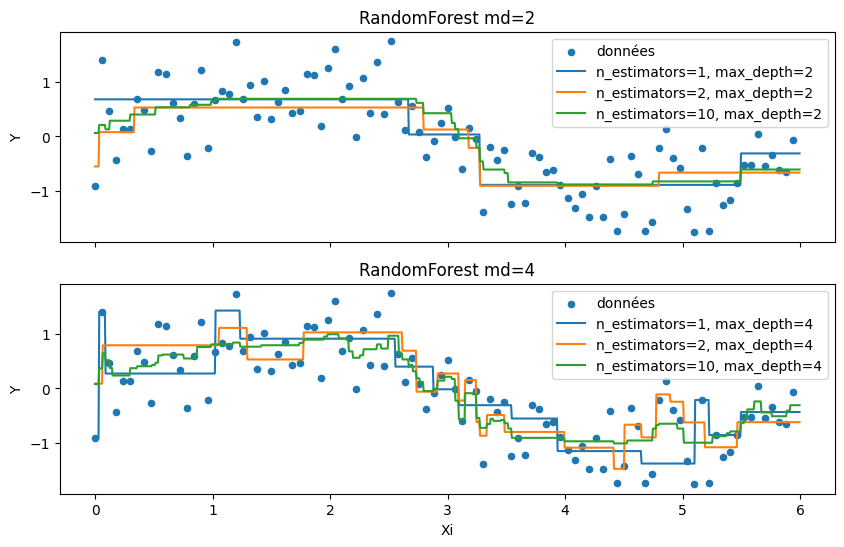 RandomForest md=2
données
n_estimators=1, max_depth=2
n_estimators=2, max_depth=2
n_estimators=10, max_depth=2
1
0
−1
Y
RandomForest md=4
données
n_estimators=1, max_depth=4
n_estimators=2, max_depth=4
n_estimators=10, max_depth=4
1
0
−1
Y
0 1 2 3 4 5 6
Xi